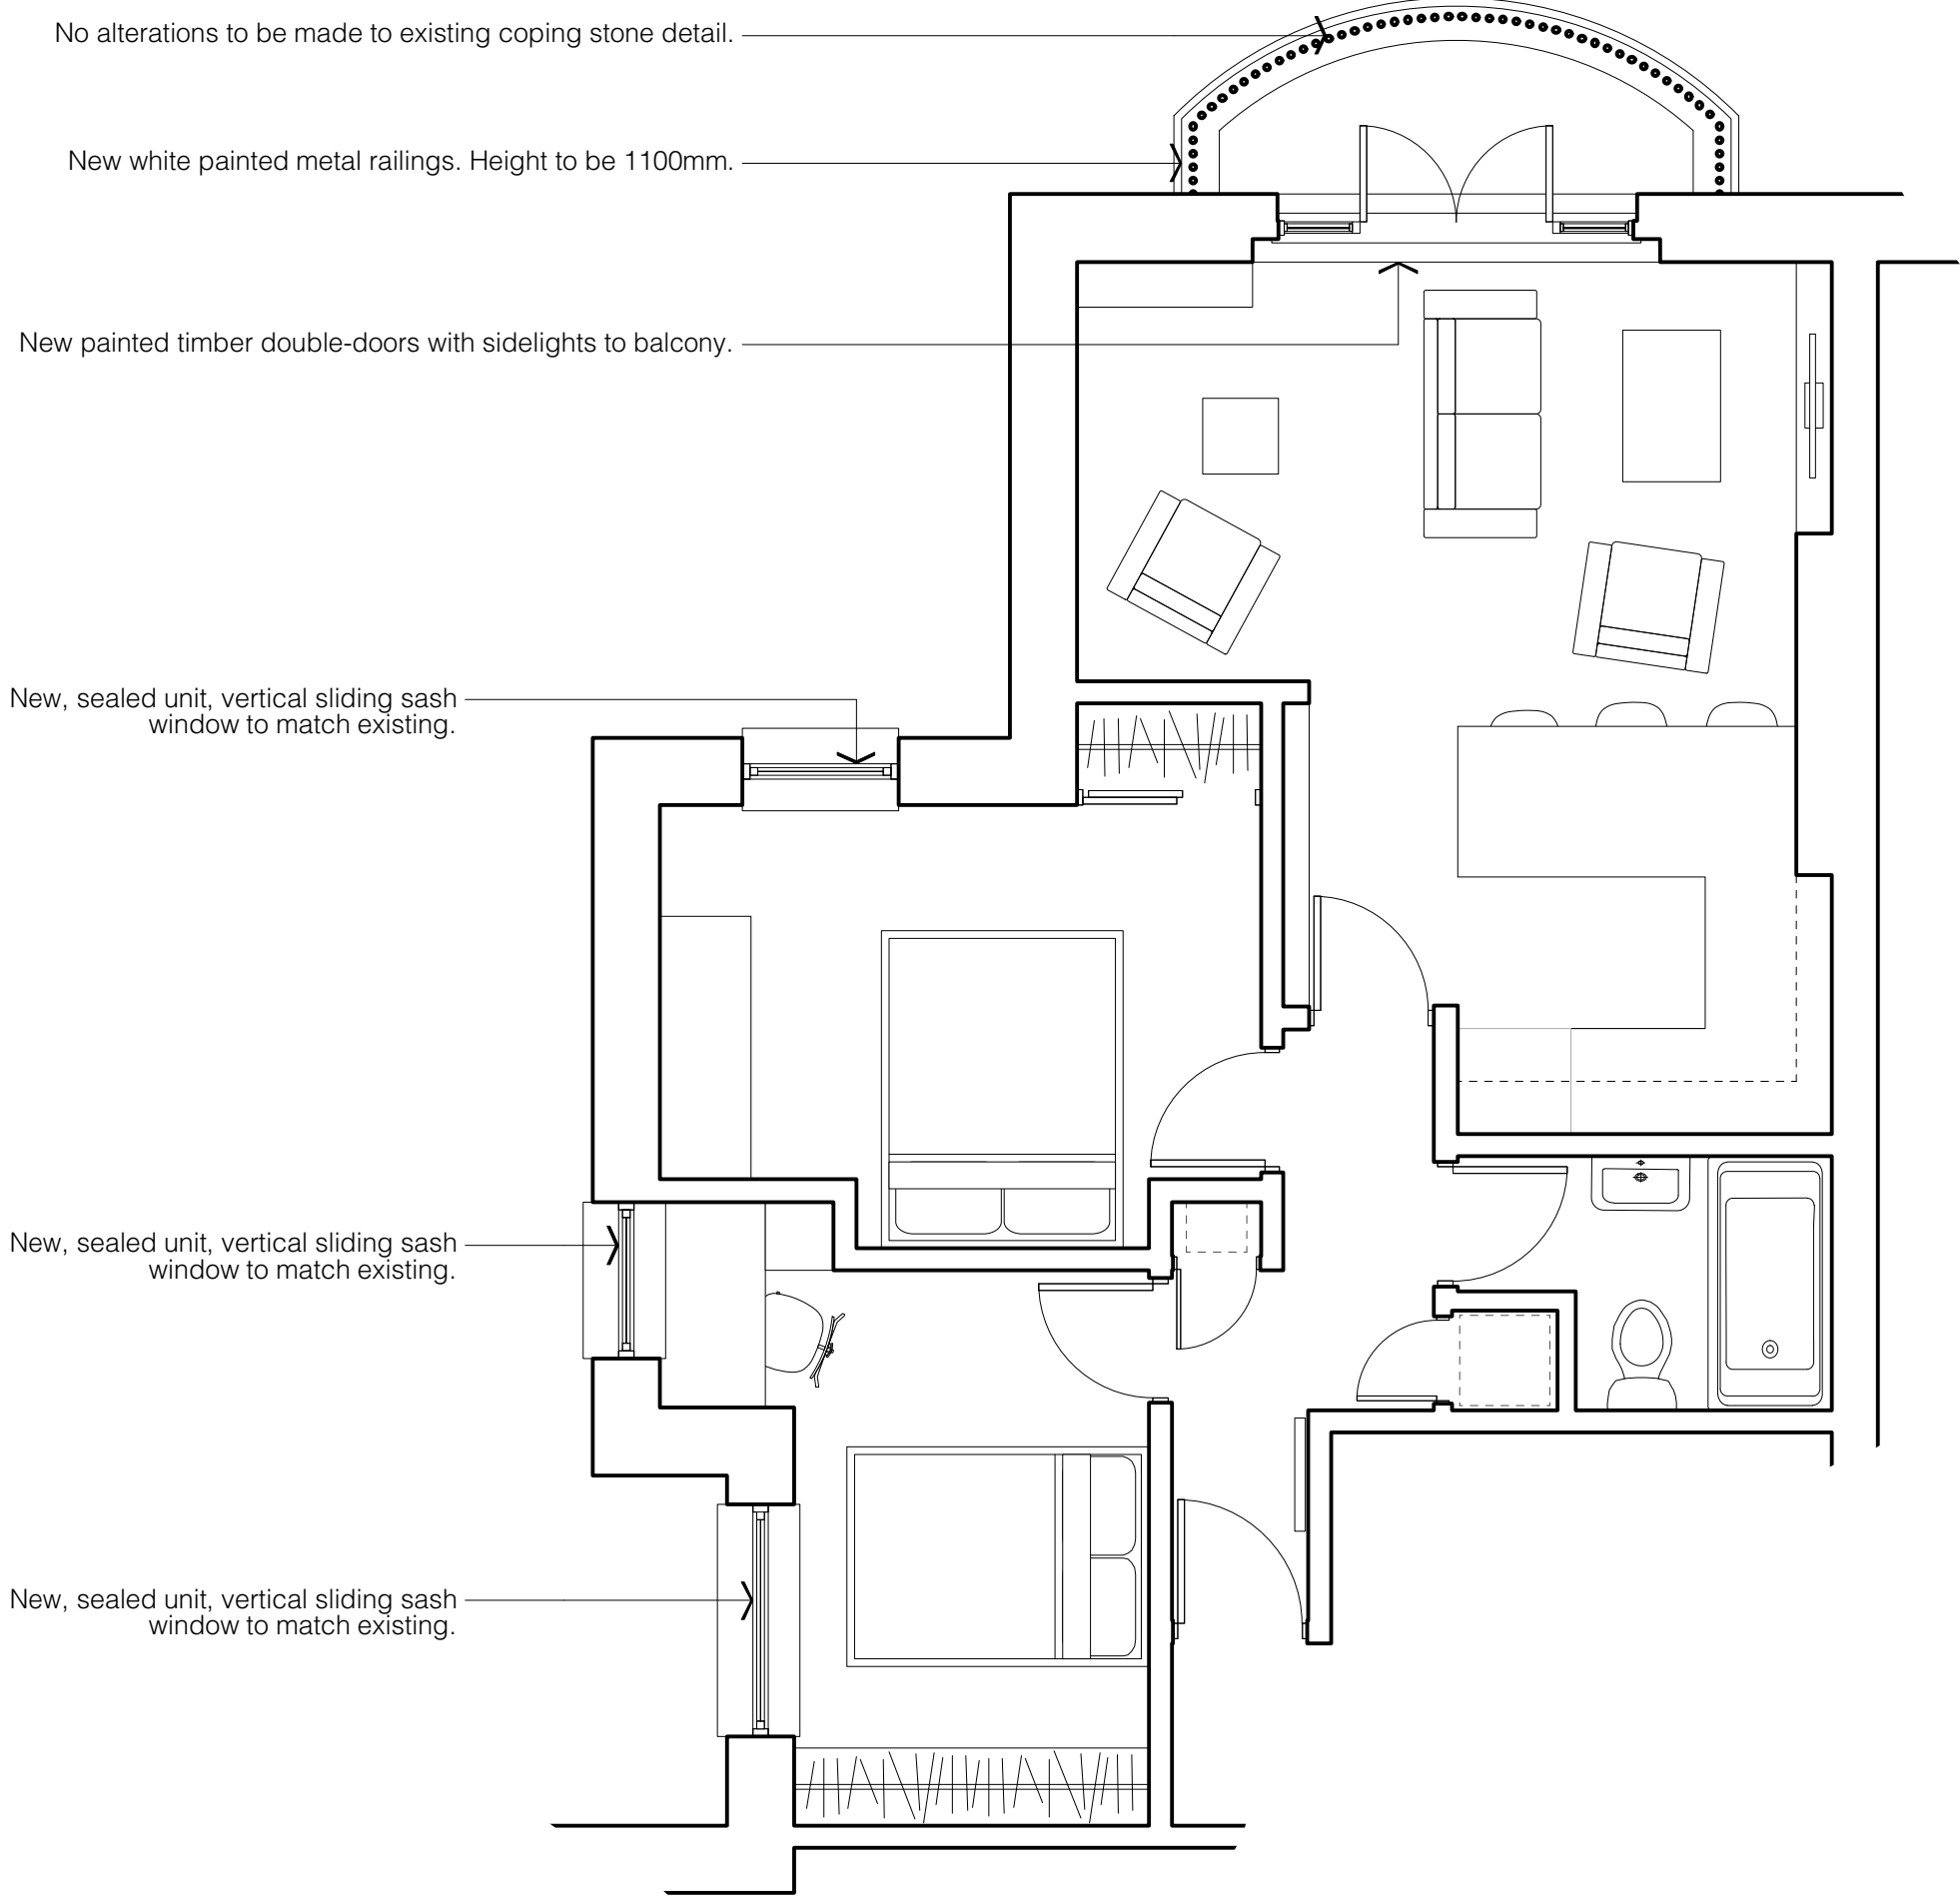 No alterations to be made to existing coping stone detail.
New white painted metal railings. Height to be 1100mm.
New painted timber double-doors with sidelights to balcony.
New, sealed unit, vertical sliding sash
window to match existing.
New, sealed unit, vertical sliding sash
window to match existing.
New, sealed unit, vertical sliding sash
window to match existing.